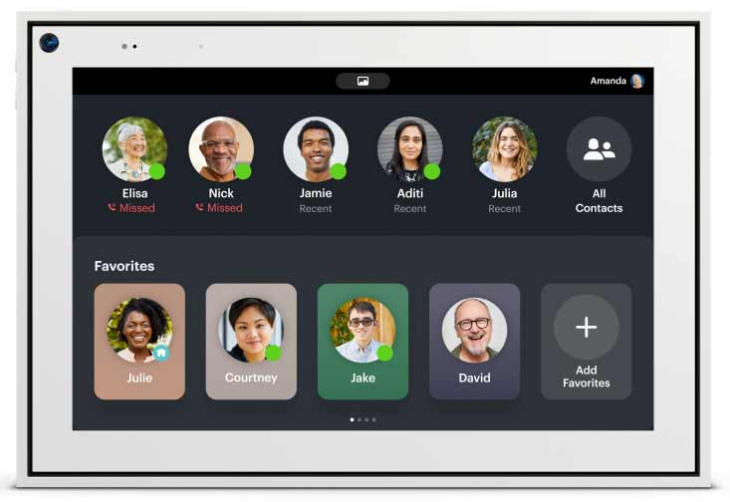 Amanda
Elisa
Missed
Nick
Missed
Jamie
Recent
Aditi
Recent
Julia
Recent
All
Contacts
Favorites
Julie
Courtney
Jake
David
Add
Favorites